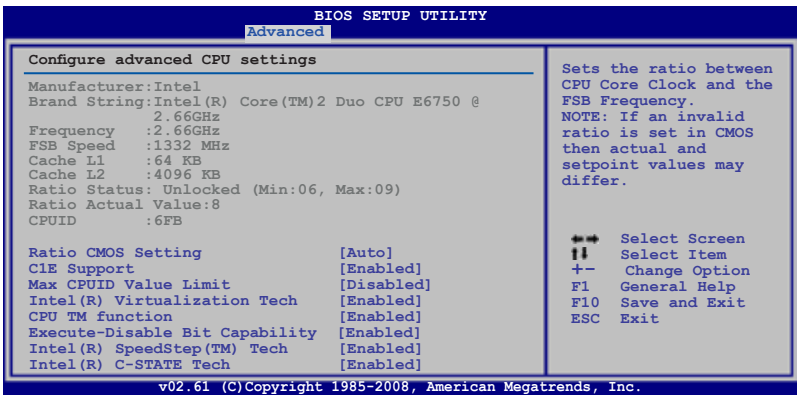 BIOS SETUP UTILITY
Advanced
Configure advanced CPU settings
Manufacturer:Intel
Brand String:Intel(R) Core(TM)2 Duo CPU E6750 @
2.66GHz
Frequency :2.66GHz
FSB Speed :1332 MHz
Cache L1 :64 KB
Cache L2 :4096 KB
Ratio Status: Unlocked (Min:06, Max:09)
Ratio Actual Value:8
CPUID :6FB
Ratio CMOS Setting [Auto]
C1E Support [Enabled]
Max CPUID Value Limit [Disabled]
Intel(R) Virtualization Tech [Enabled]
CPU TM function [Enabled]
Execute-Disable Bit Capability [Enabled]
Intel(R) SpeedStep(TM) Tech [Enabled]
Intel(R) C-STATE Tech [Enabled]
Sets the ratio between
CPU Core Clock and the
FSB Frequency.
NOTE: If an invalid
ratio is set in CMOS
then actual and
setpoint values may
differ.
←→ Select Screen
↑↓ Select Item
+- Change Option
F1 General Help
F10 Save and Exit
ESC Exit
v02.61 (C)Copyright 1985-2008, American Megatrends, Inc.